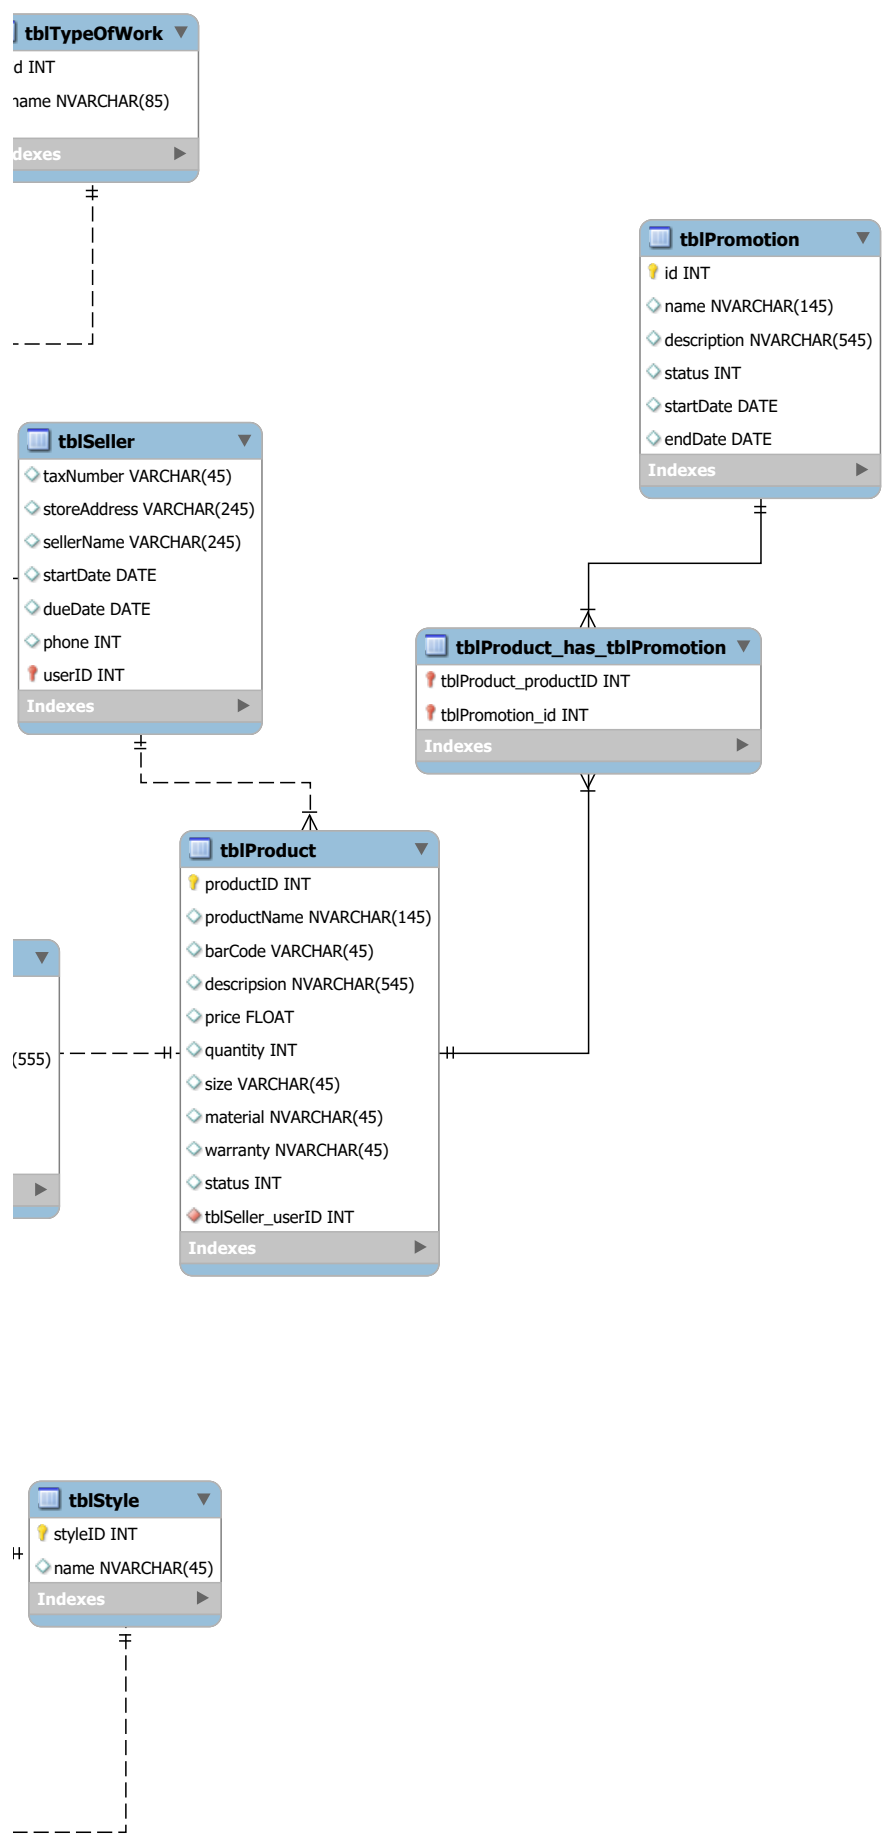 tblTypeOfWork
d INT
name NVARCHAR(85)
dexes
tblPromotion
id INT
name NVARCHAR(145)
description NVARCHAR(545)
status INT
startDate DATE
endDate DATE
Indexes
tblSeller
taxNumber VARCHAR(45)
storeAddress VARCHAR(245)
sellerName VARCHAR(245)
startDate DATE
dueDate DATE
phone INT
userID INT
Indexes
tblProduct_has_tblPromotion
tblProduct_productID INT
tblPromotion_id INT
Indexes
tblProduct
productID INT
productName NVARCHAR(145)
barCode VARCHAR(45)
descripsion NVARCHAR(545)
price FLOAT
quantity INT
size VARCHAR(45)
material NVARCHAR(45)
warranty NVARCHAR(45)
status INT
tblSeller_userID INT
Indexes
(555)
tblStyle
styleID INT
name NVARCHAR(45)
Indexes